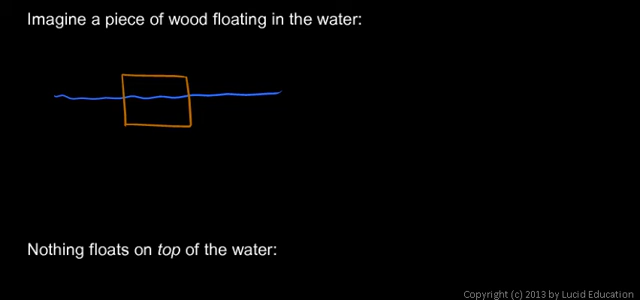 Imagine a piece of wood floating in the water:
Nothing floats on top of the water:
Copyright (c) 2013 by Lucid Education